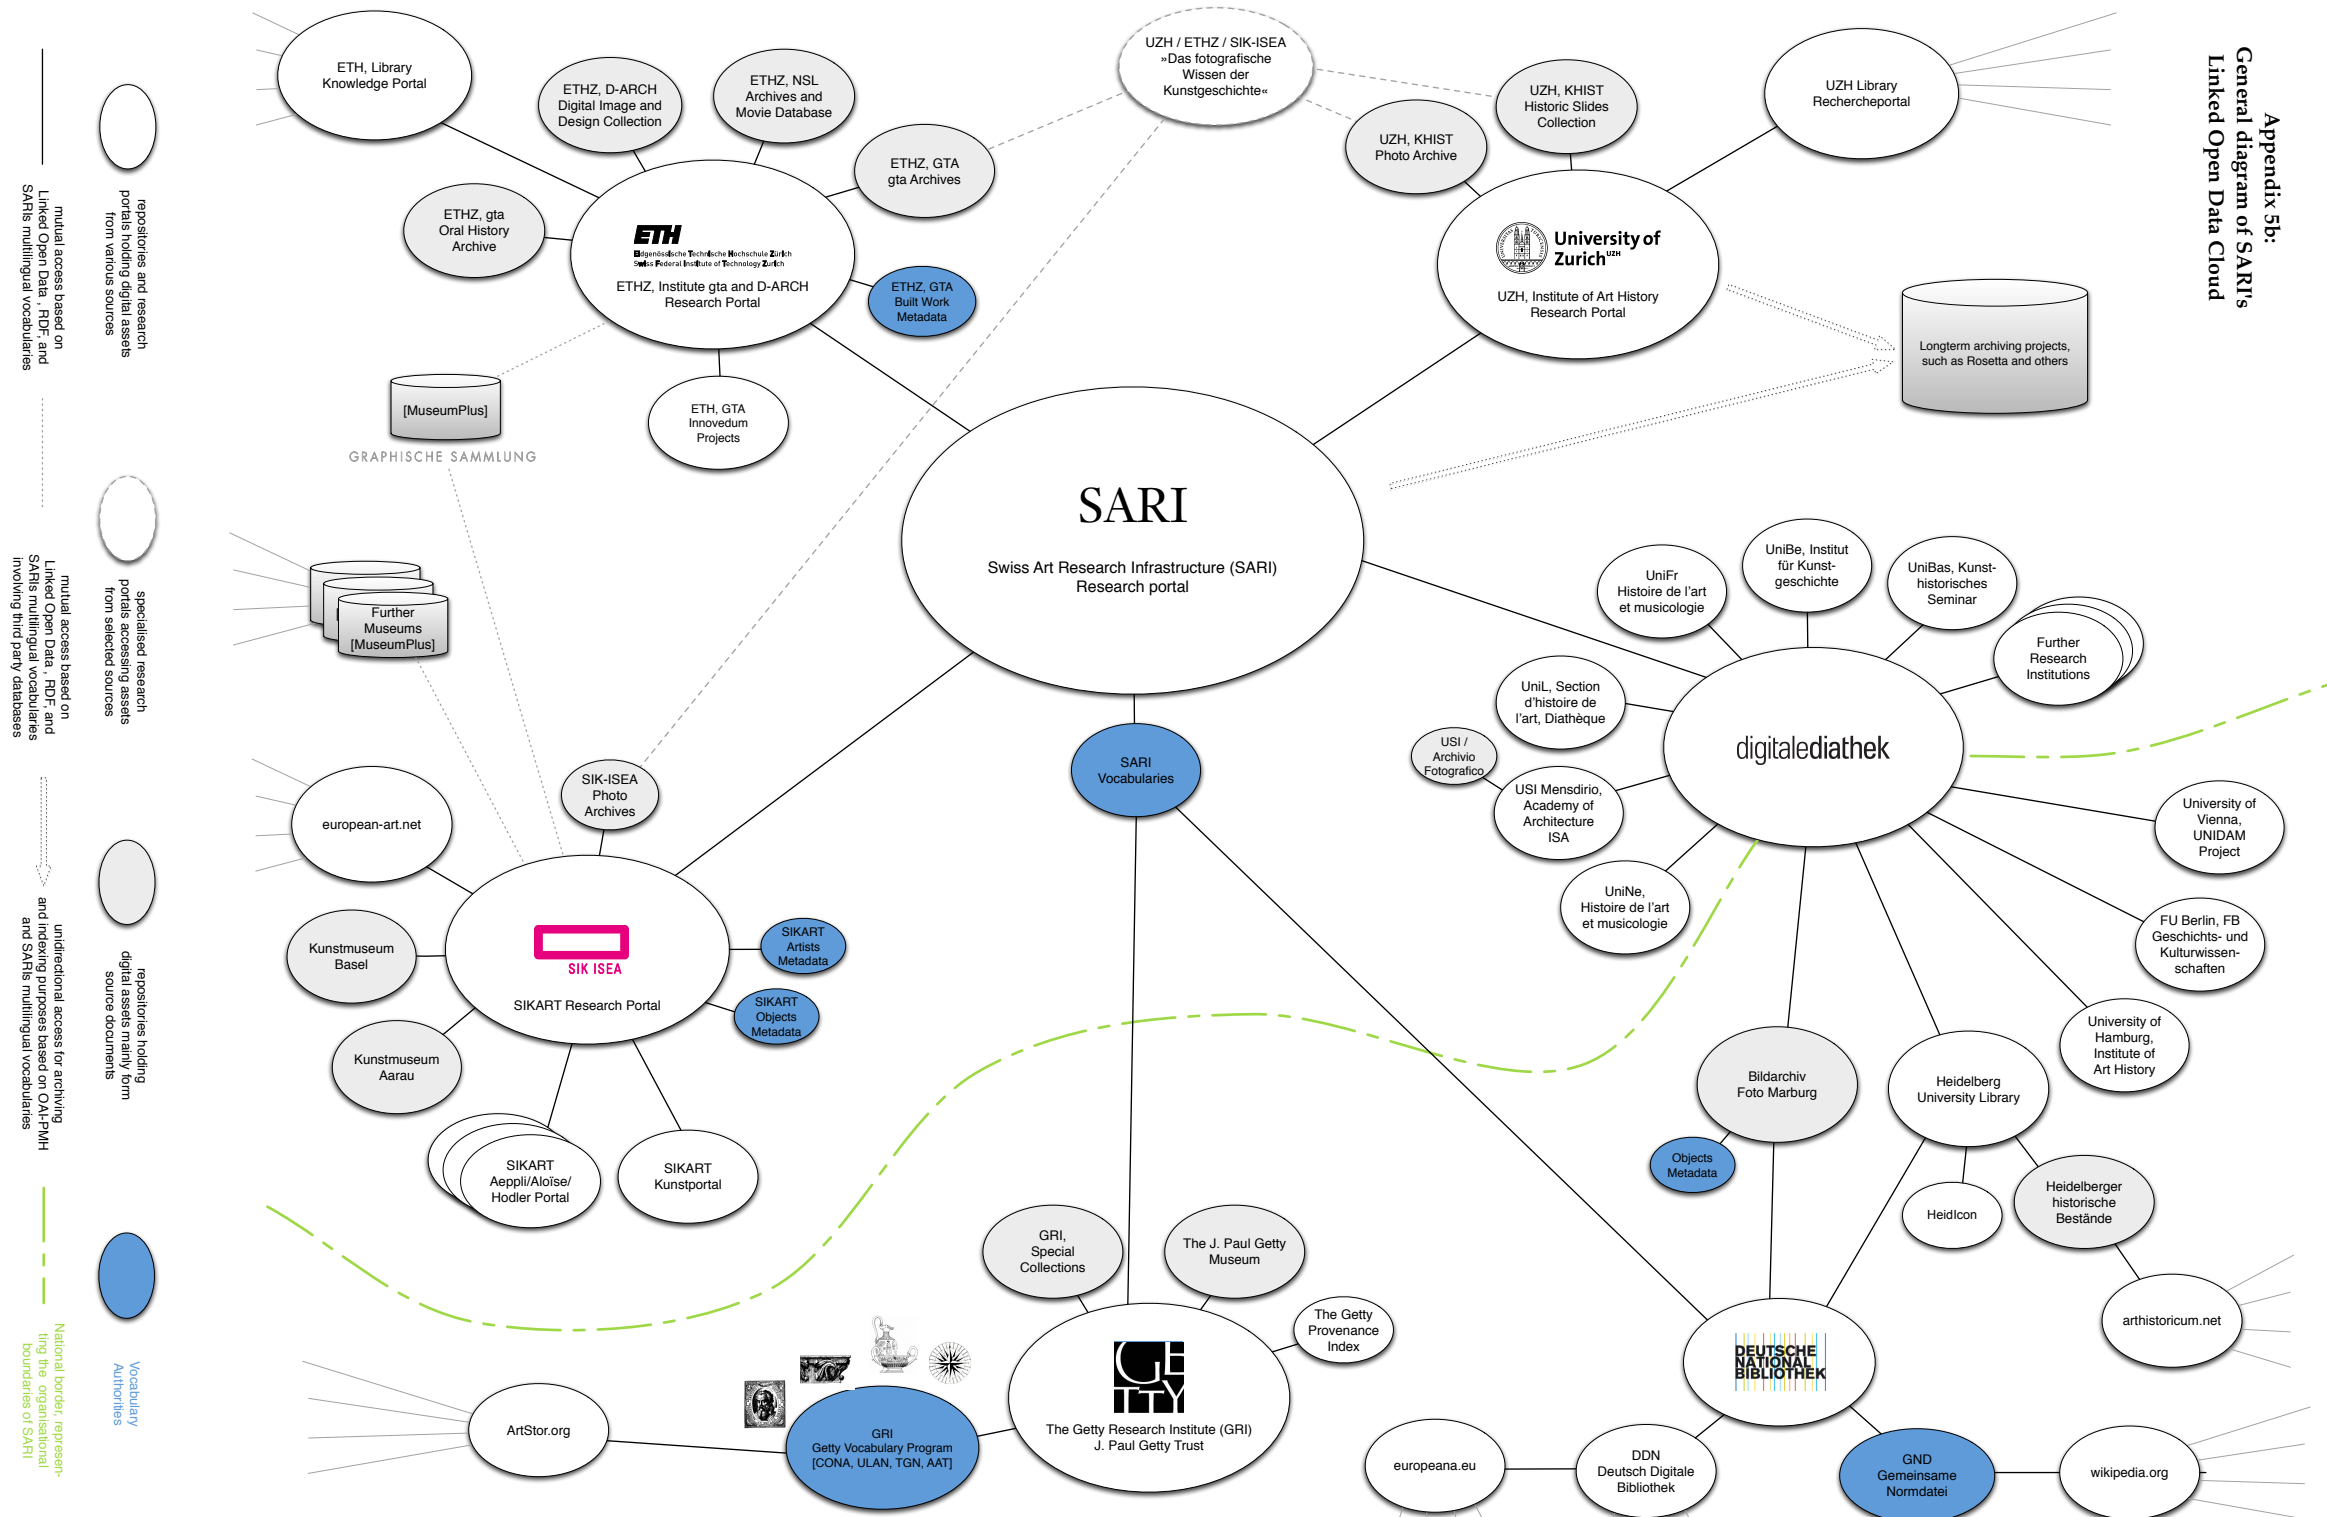 Appendix 5b:
General diagram of SARI's
Linked Open Data Cloud
mutual access based on
Linked Open Data , RDF, and
SARIs multilingual vocabularies
repositories and research
portals holding digital assets
from various sources
mutual access based on
Linked Open Data , RDF, and
SARIs multilingual vocabularies
involving third party databases
specialised research
portals accessing assets
from selected sources
unidirectional access for archiving
and indexing purposes based on OAI-PMH
and SARIs multilingual vocabularies
repositories holding
digital assets mainly form
source documents
National border, represen-
ting the organisational
boundaries of SARI
Vocabulary
Authorities
ETH, Library
Knowledge Portal
ETHZ, D-ARCH
Digital Image and
Design Collection
ETHZ, NSL
Archives and
Movie Database
ETHZ, GTA
gta Archives
ETHZ, gta
Oral History
Archive
ETH
Eidgenössische Technische Hochschule Zürich
Swiss Federal Institute of Technology Zurich
ETHZ, Institute gta and D-ARCH
Research Portal
ETHZ, GTA
Built Work
Metadata
ETH, GTA
Innovedum
Projects
[MuseumPlus]
GRAPHISCHE SAMMLUNG
UZH / ETHZ / SIK-ISEA
»Das fotografische
Wissen der
Kunstgeschichte«
UZH, KHIST
Photo Archive
UZH, KHIST
Historic Slides
Collection
UZH Library
Rechercheportal
University of
Zurich UZH
UZH, Institute of Art History
Research Portal
Longterm archiving projects,
such as Rosetta and others
SARI
Swiss Art Research Infrastructure (SARI)
Research portal
SARI
Vocabularies
Further
Museums
[MuseumPlus]
european-art.net
SIK-ISEA
Photo
Archives
Kunstmuseum
Basel
Kunstmuseum
Aarau
SIK ISEA
SIKART Research Portal
SIKART
Artists
Metadata
SIKART
Objects
Metadata
SIKART
Aeppli/Aloïse/
Hodler Portal
SIKART
Kunstportal
UniFr
Histoire de l'art
et musicologie
UniBe, Institut
für Kunst-
geschichte
UniBas, Kunst-
historisches
Seminar
Further
Research
Institutions
UniL, Section
d'histoire de
l'art, Diathèque
USI /
Archivio
Fotografico
USI Mensdirio,
Academy of
Architecture
ISA
UniNe,
Histoire de l'art
et musicologie
digitalediathek
University of
Vienna,
UNIDAM
Project
FU Berlin, FB
Geschichts- und
Kulturwissen-
schaften
University of
Hamburg,
Institute of
Art History
Bildarchiv
Foto Marburg
Objects
Metadata
Heidelberg
University Library
HeidIcon
Heidelberger
historische
Bestände
arthistoricum.net
GRI,
Special
Collections
The J. Paul Getty
Museum
The Getty
Provenance
Index
GETTY
The Getty Research Institute (GRI)
J. Paul Getty Trust
GRI
Getty Vocabulary Program
[CONA, ULAN, TGN, AAT]
ArtStor.org
DEUTSCHE
NATIONAL
BIBLIOTHEK
europeana.eu
DDN
Deutsch Digitale
Bibliothek
GND
Gemeinsame
Normdatei
wikipedia.org